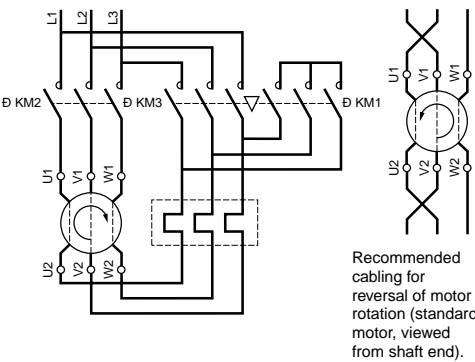 L1
L2
L3
Đ KM2
Đ KM3
Đ KM1
U1
V1
W1
U2
V2
W2
U1
V1
W1
U2
V2
W2
Recommended
cabling for
reversal of motor
rotation (standard
motor, viewed
from shaft end).